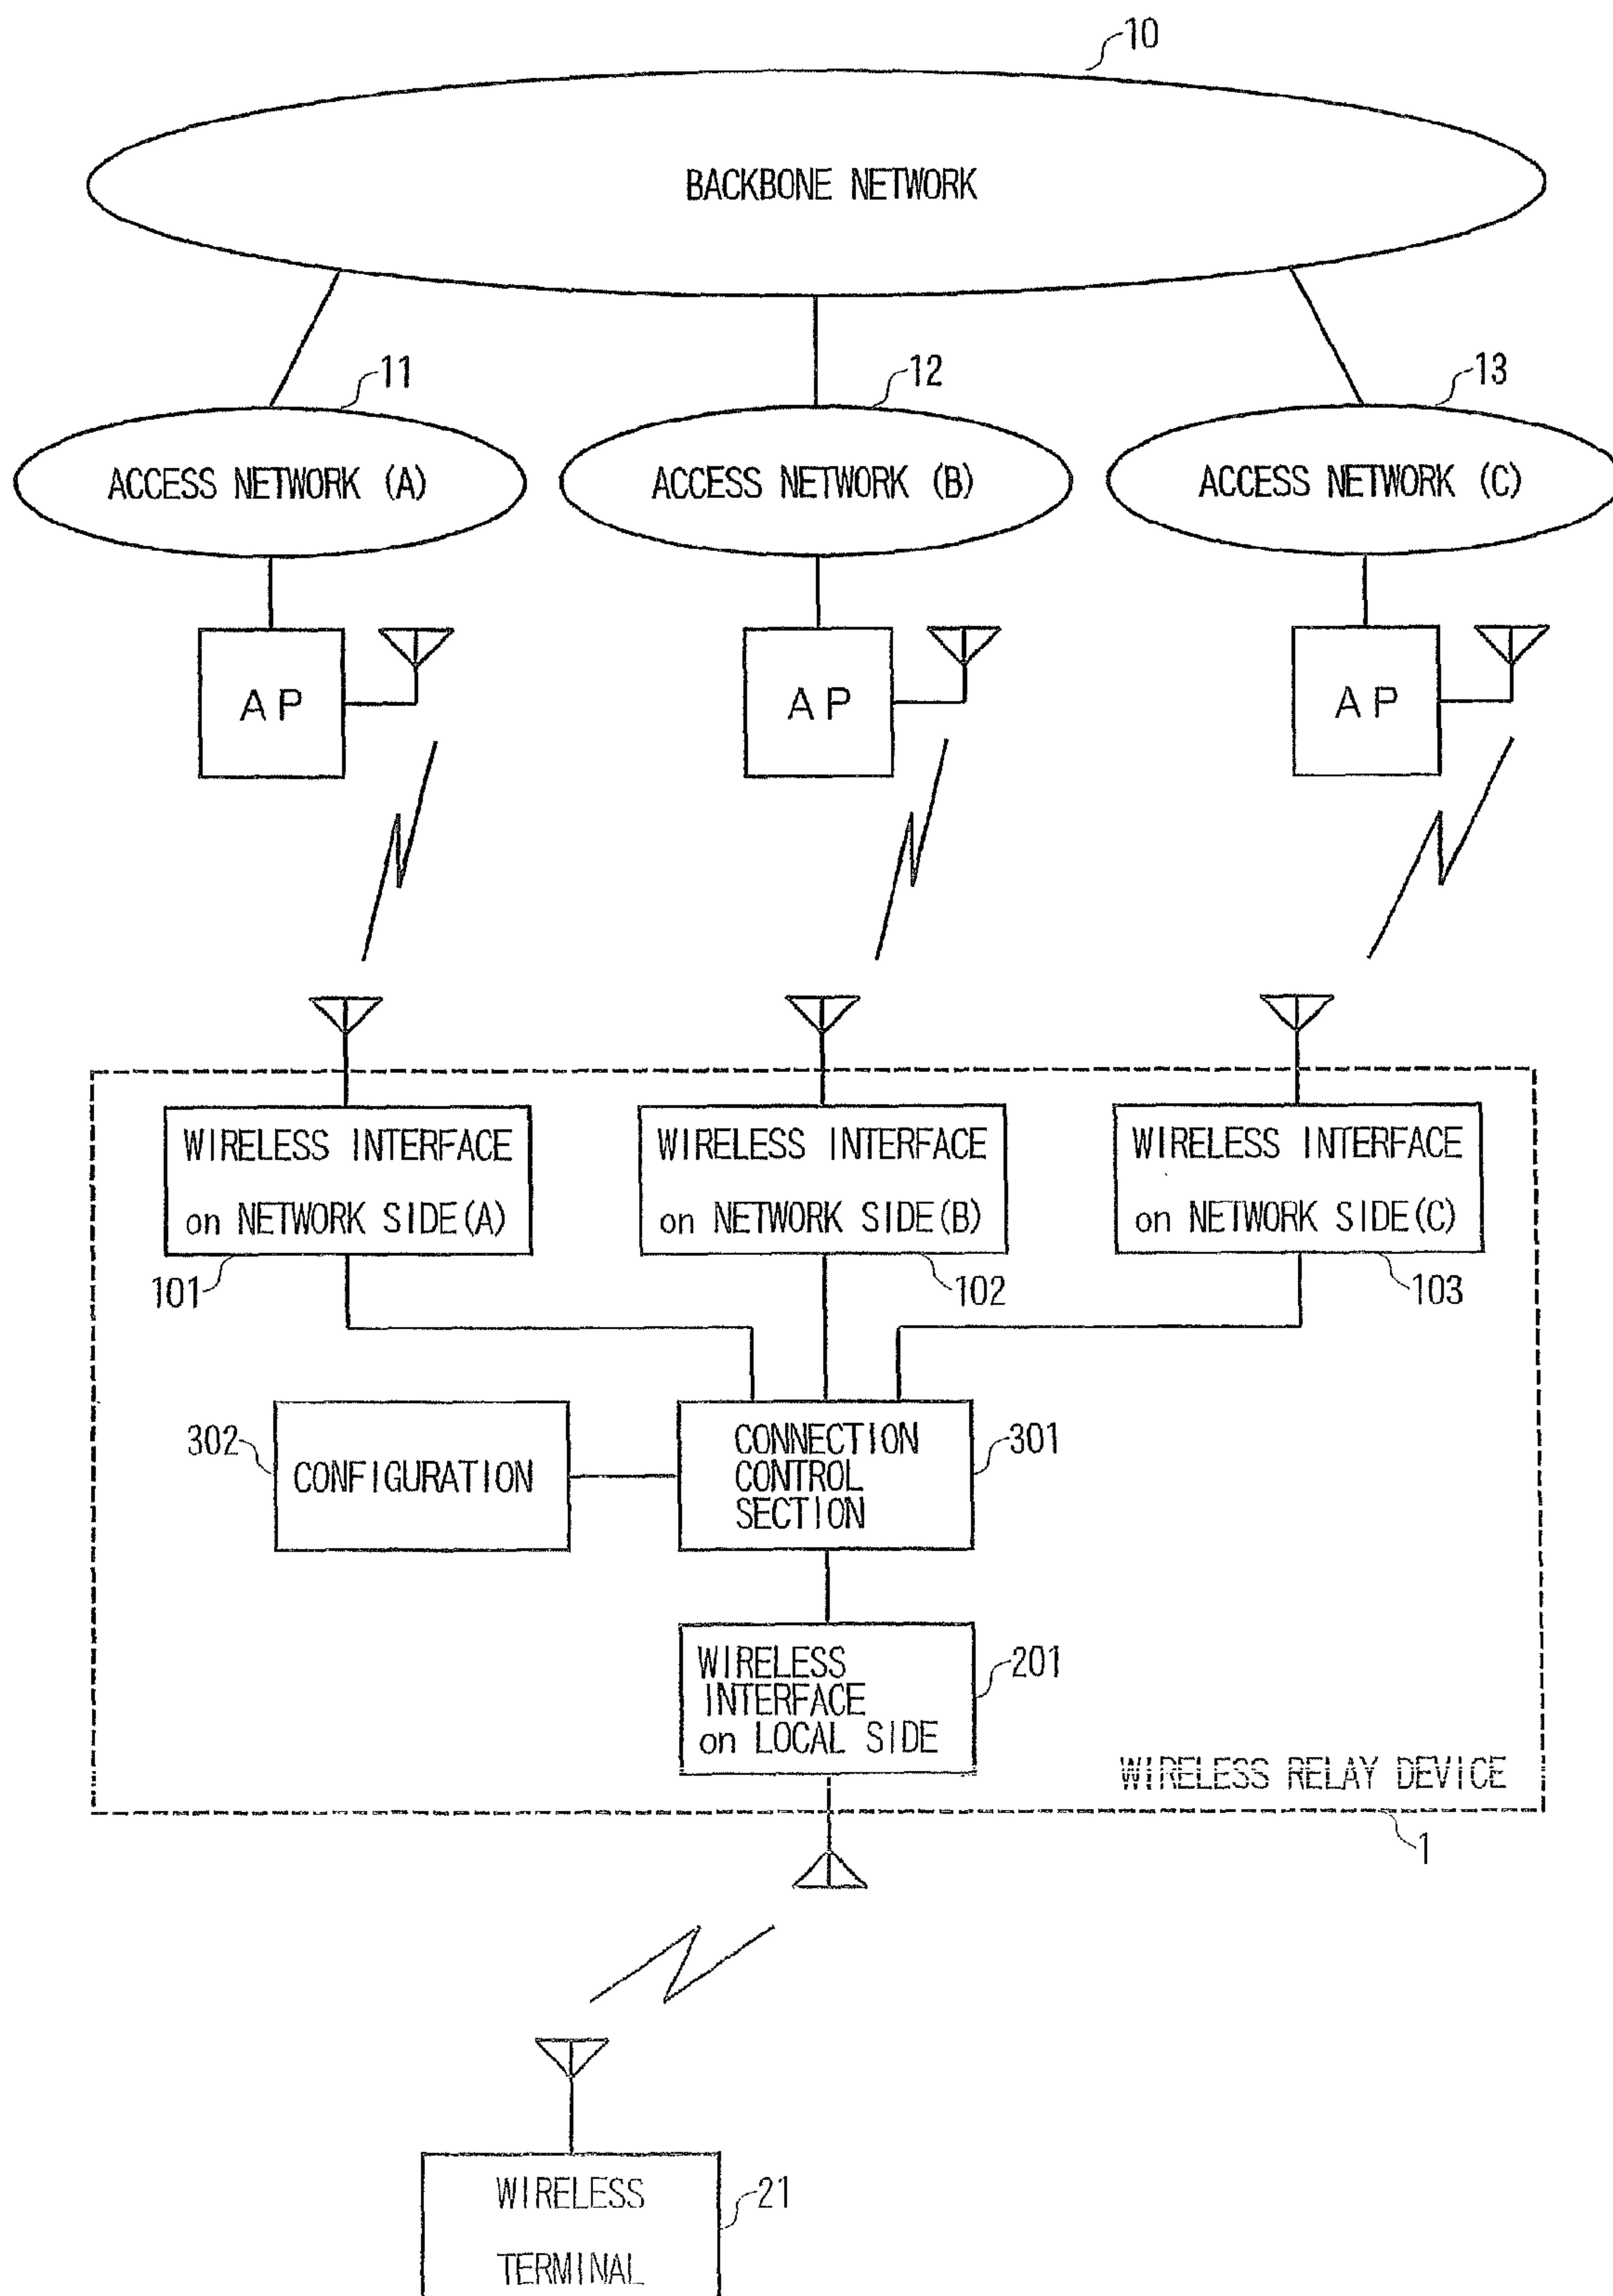 10
BACKBONE NETWORK
11
12
13
ACCESS NETWORK (A)
ACCESS NETWORK (B)
ACCESS NETWORK (C)
AP
AP
AP
WIRELESS INTERFACE
on NETWORK SIDE(A)
WIRELESS INTERFACE
on NETWORK SIDE(B)
WIRELESS INTERFACE
on NETWORK SIDE(C)
101
102
103
302
CONFIGURATION
CONNECTION
CONTROL
SECTION
301
WIRELESS
INTERFACE
on LOCAL SIDE
201
WIRELESS RELAY DEVICE
1
WIRELESS
TERMINAL
21